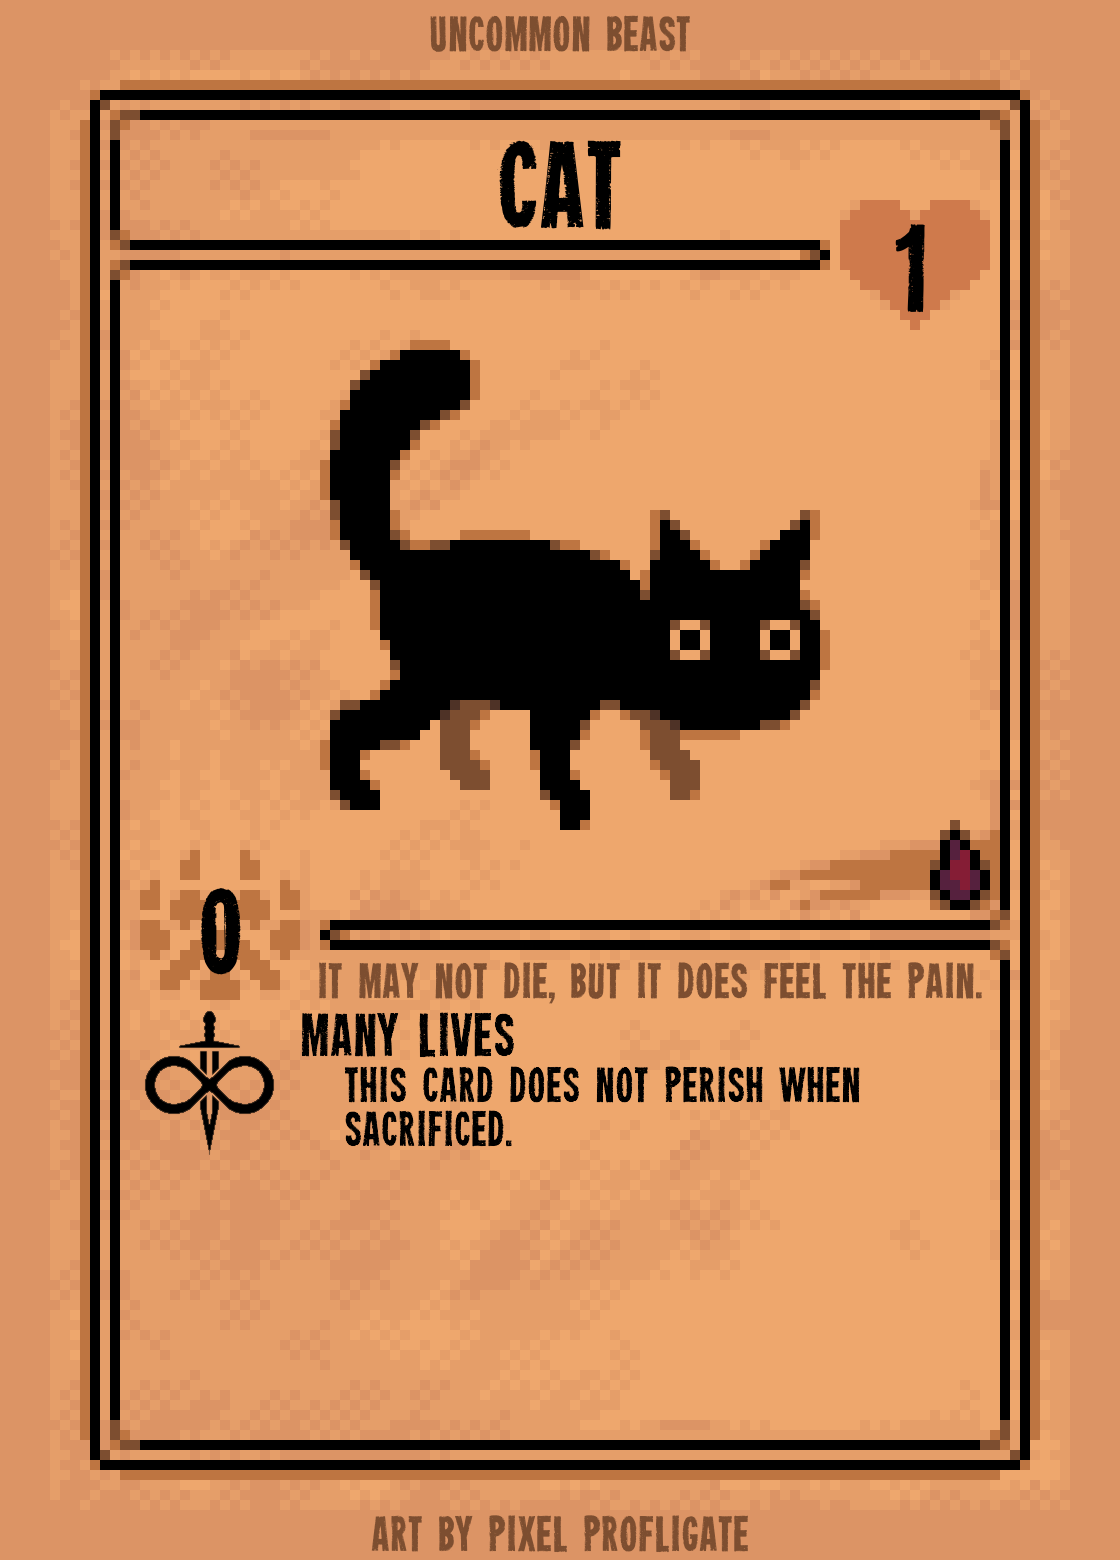 UNCOMMON BEAST
CAT
1
0
IT MAY NOT DIE, BUT IT DOES FEEL THE PAIN.
MANY LIVES
THIS CARD DOES NOT PERISH WHEN
SACRIFICED.
ART BY PIXEL PROFLIGATE